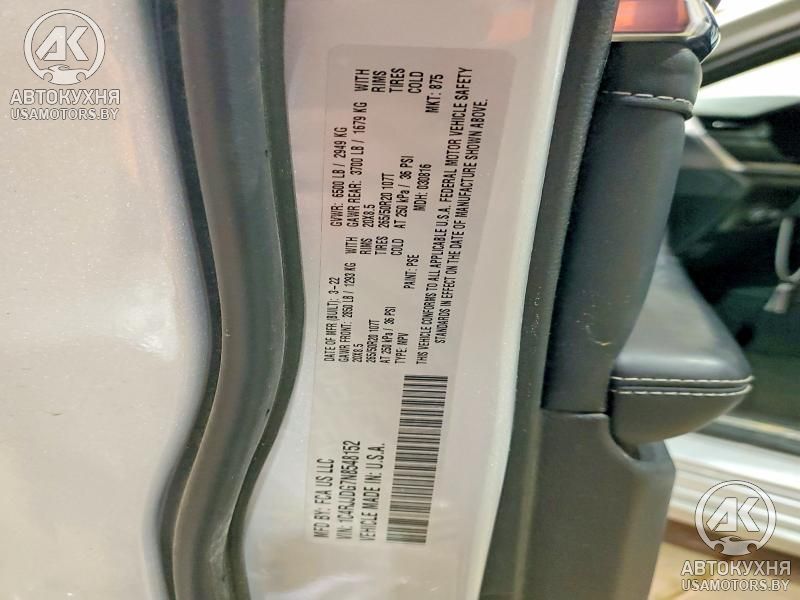 MFD BY: FCA US LLC
DATE OF MFR (BUILT): 3-22
GVWR: 6500 LB / 2949 KG
GAWR FRONT: 2850 LB / 1293 KG WITH
20X8.5 RIMS
265/50R20 107T TIRES
AT 250 kPa / 36 PSI COLD
GAWR REAR: 3700 LB / 1679 KG WITH
20X8.5 RIMS
265/50R20 107T TIRES
AT 250 kPa / 36 PSI COLD
VIN: 1C4RJJDG7N8548152
TYPE: MPV
PAINT: PSE
MDH: 030816
MKT: 875
VEHICLE MADE IN: U.S.A.
THIS VEHICLE CONFORMS TO ALL APPLICABLE U.S.A. FEDERAL MOTOR VEHICLE SAFETY
STANDARDS IN EFFECT ON THE DATE OF MANUFACTURE SHOWN ABOVE.
AK
АВТОКУХНЯ
USAMOTORS.BY
AK
АВТОКУХНЯ
USAMOTORS.BY